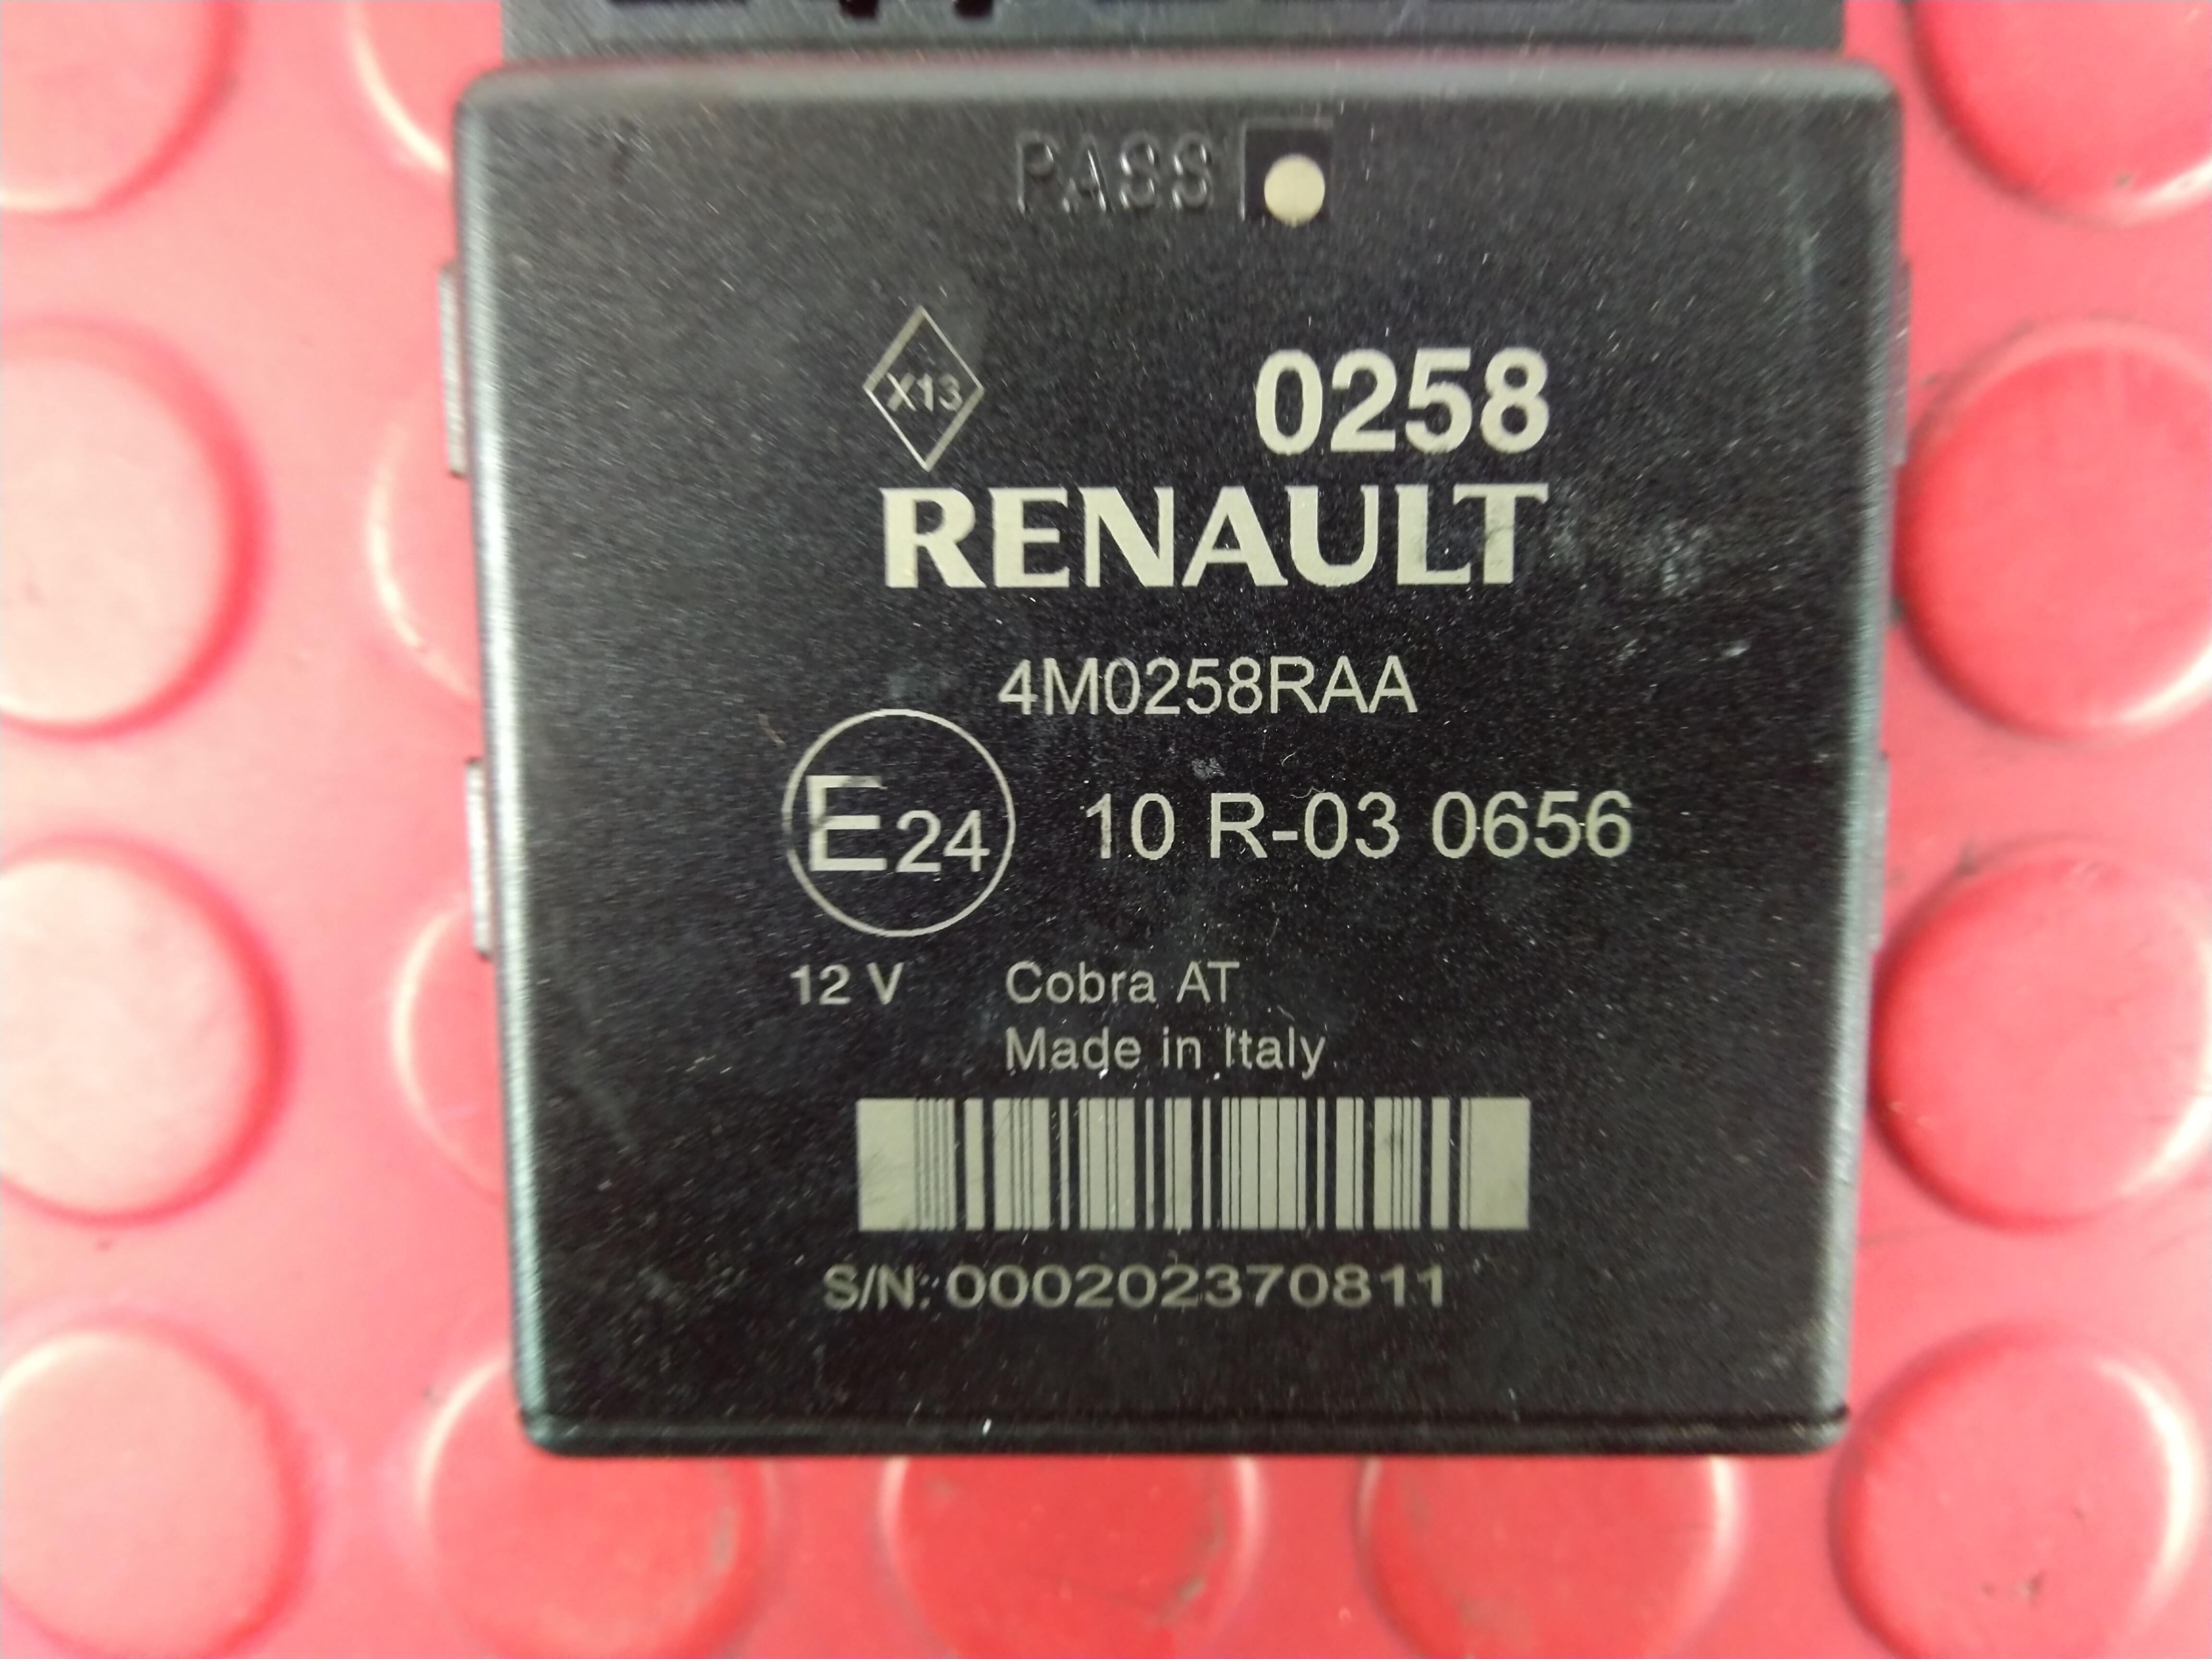 PASS
X13
0258
RENAULT
4M0258RAA
E24 10 R-03 0656
12 V Cobra AT
Made in Italy
S/N: 000202370811